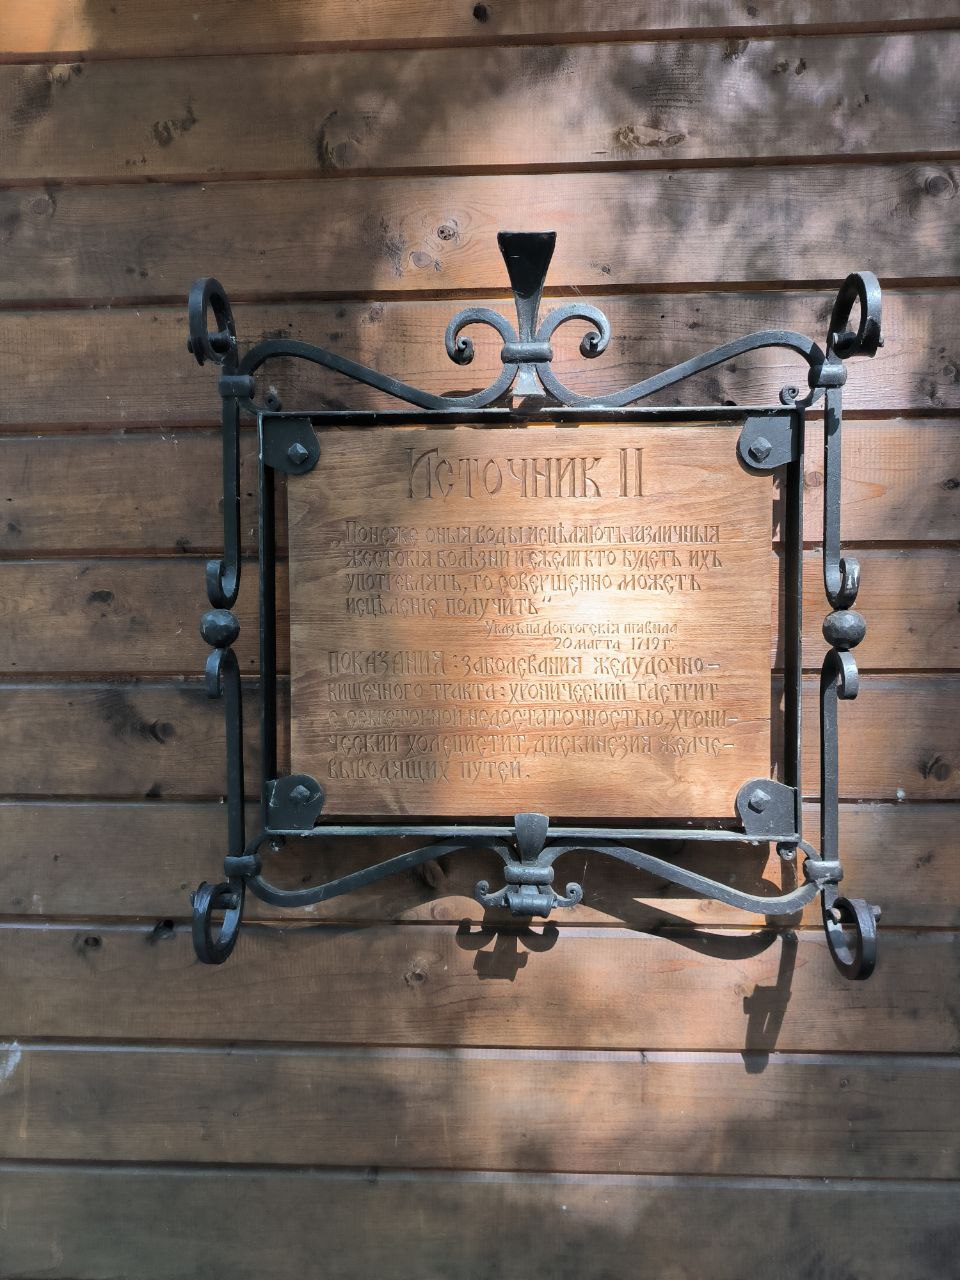 Источник II
„Понеже оныя воды исцѣляютъ различныя
жестокія болѣзни и ежели кто будетъ ихъ
употреблять, то совершенно можетъ
исцѣление получить“
Указъ на Докторскія правила
20 марта 1719 г.
показания: заболевания желудочно-
кишечного тракта: хронический гастрит
с секреторной недостаточностью, хрони-
ческий холецистит, дискинезия желче-
выводящих путей.